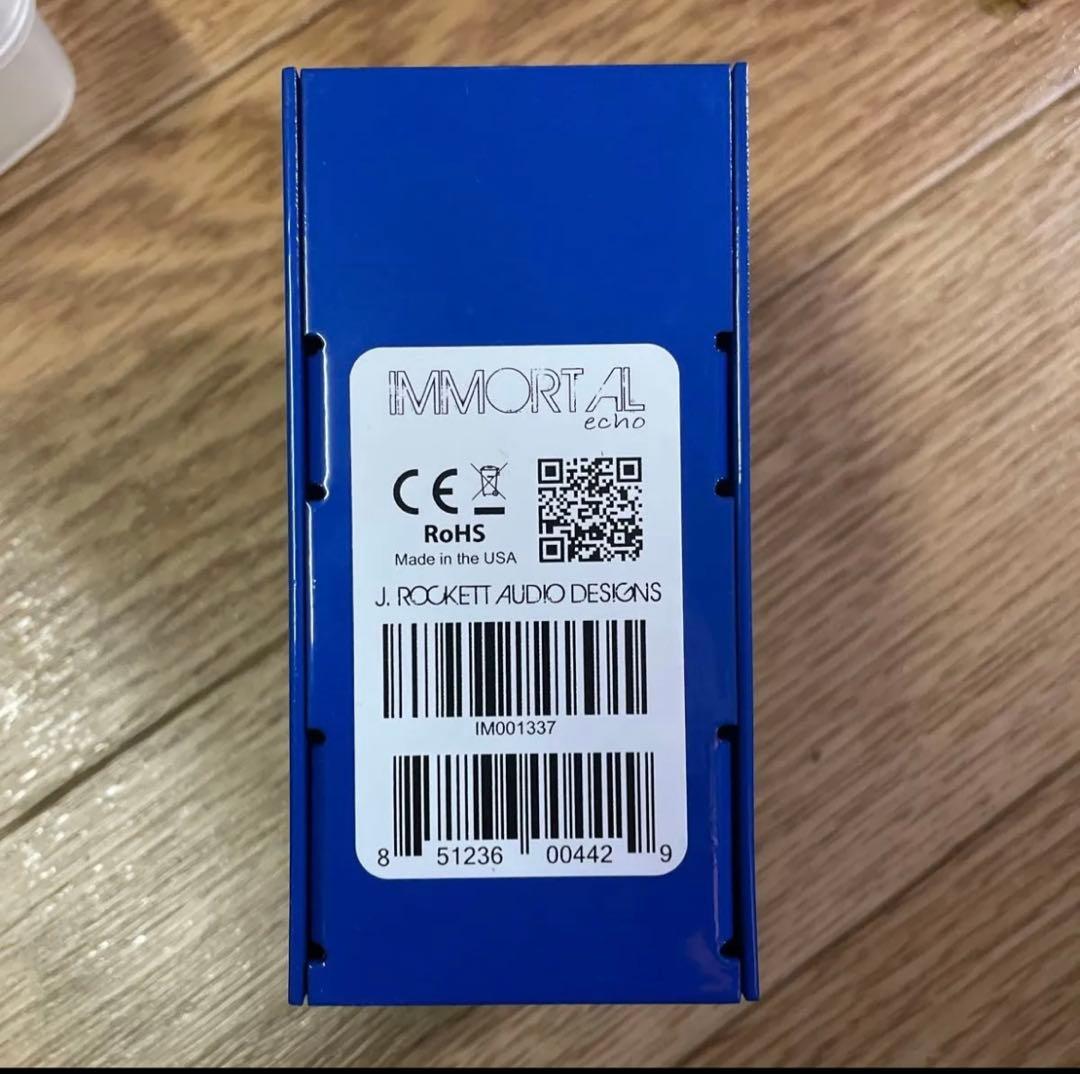 IMMORTAL
echo
CE
RoHS
Made in the USA
J. ROCKETT AUDIO DESIGNS
IM001337
8 51236 00442 9